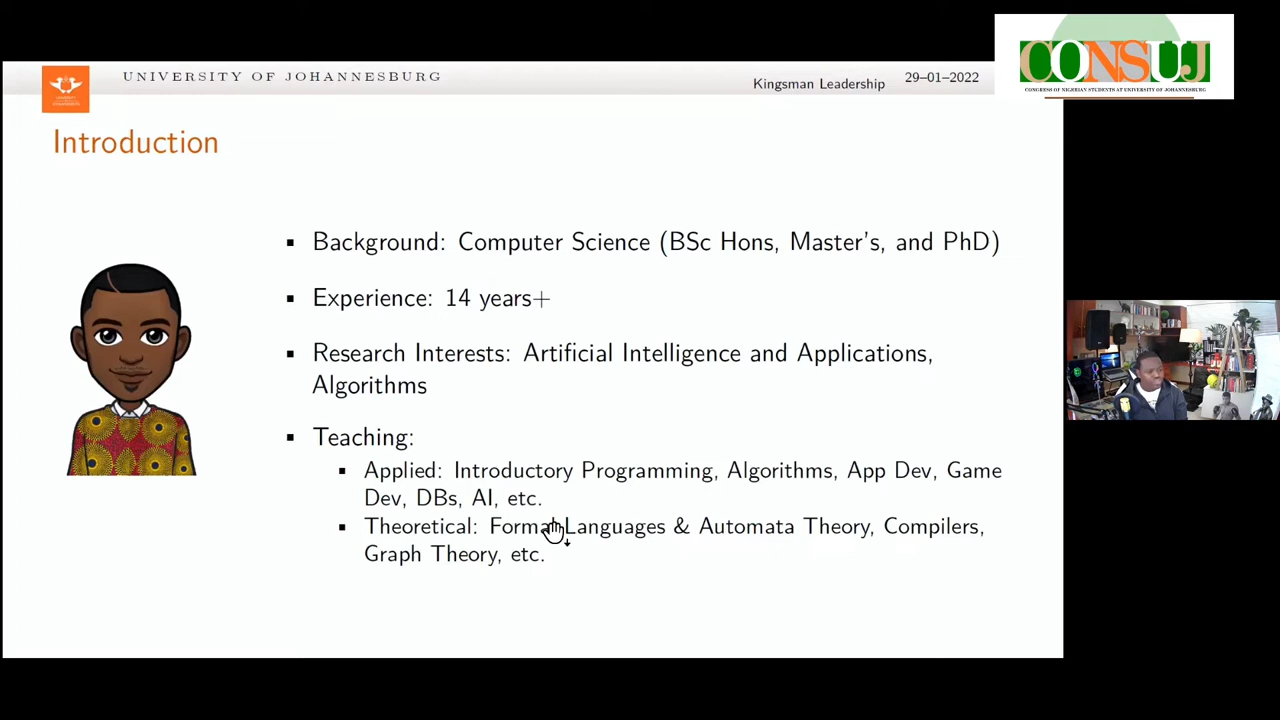 UNIVERSITY OF JOHANNESBURG
Kingsman Leadership
29–01–2022
CONSUJ
CONGRESS OF NIGERIAN STUDENTS AT UNIVERSITY OF JOHANNESBURG
Introduction
▪ Background: Computer Science (BSc Hons, Master's, and PhD)
▪ Experience: 14 years+
▪ Research Interests: Artificial Intelligence and Applications,
Algorithms
▪ Teaching:
▪ Applied: Introductory Programming, Algorithms, App Dev, Game
Dev, DBs, AI, etc.
▪ Theoretical: Formal Languages & Automata Theory, Compilers,
Graph Theory, etc.